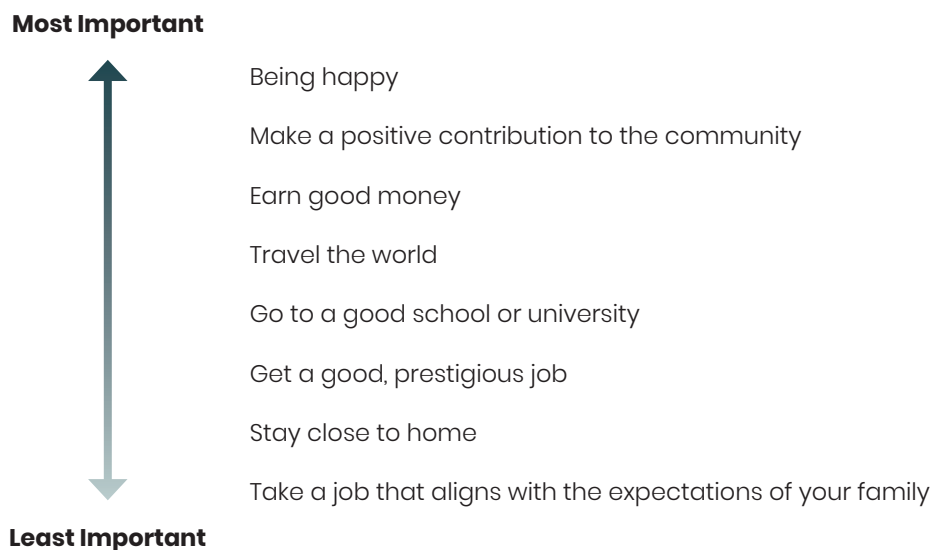 Most Important
Being happy
Make a positive contribution to the community
Earn good money
Travel the world
Go to a good school or university
Get a good, prestigious job
Stay close to home
Take a job that aligns with the expectations of your family
Least Important